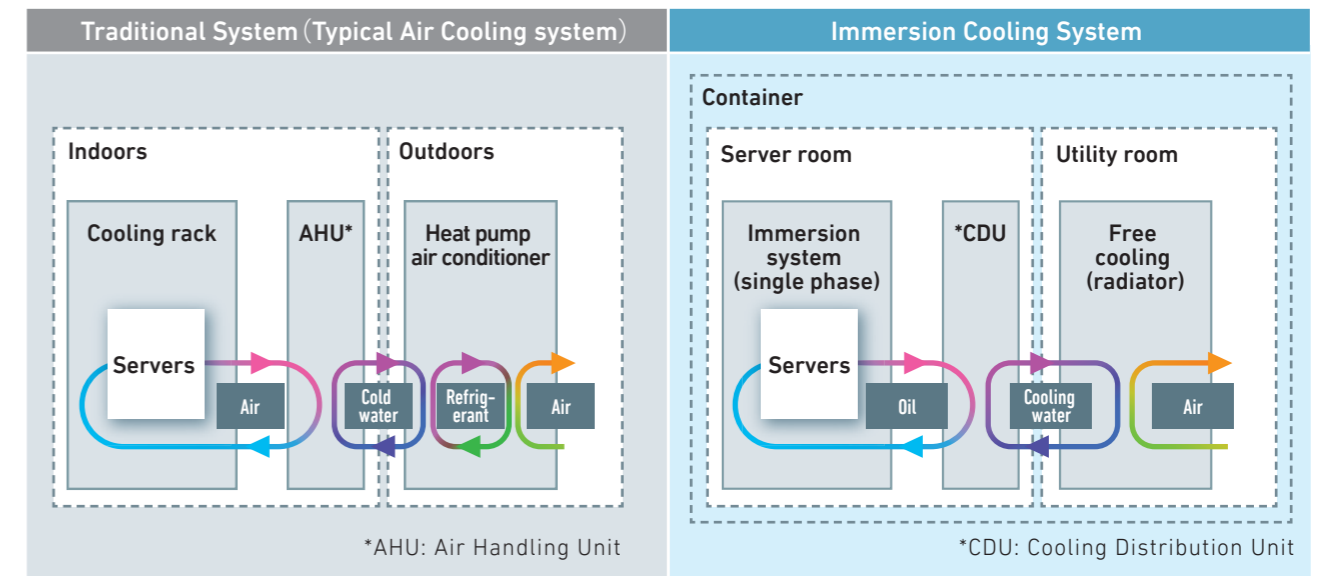 Traditional System（Typical Air Cooling system）
Immersion Cooling System
Indoors
Outdoors
Cooling rack
AHU*
Heat pump
air conditioner
Servers
Air
Cold
water
Refrig-
erant
Air
*AHU: Air Handling Unit
Container
Server room
Utility room
Immersion
system
(single phase)
*CDU
Free
cooling
(radiator)
Servers
Oil
Cooling
water
Air
*CDU: Cooling Distribution Unit